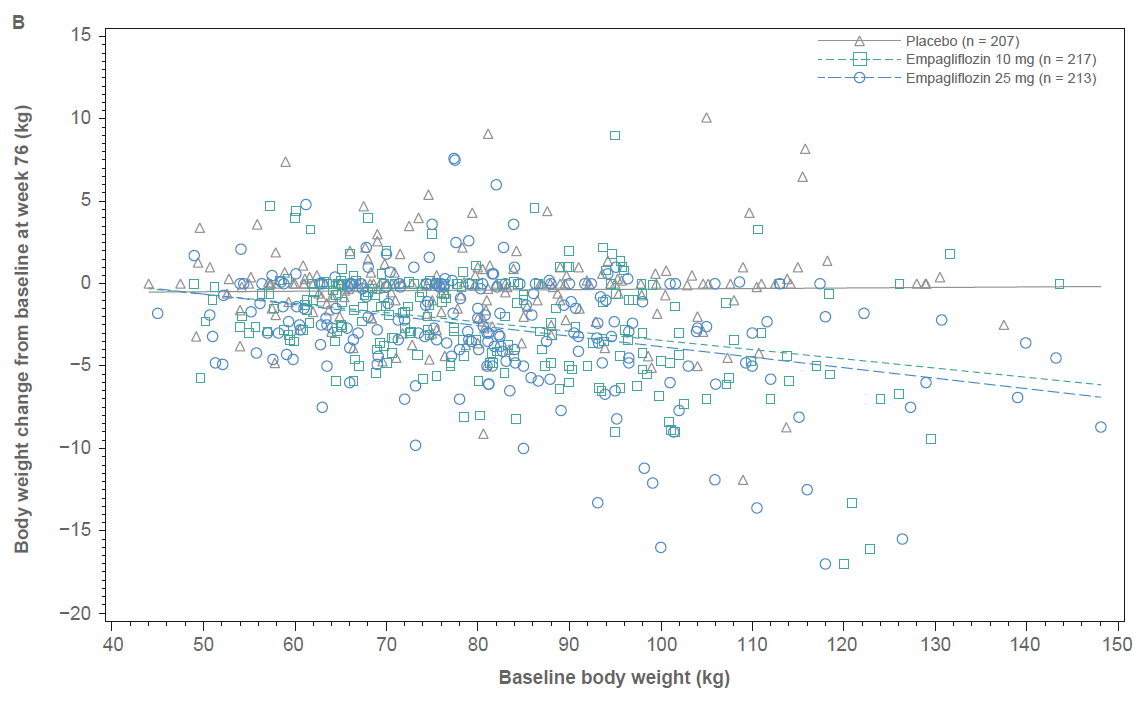 B
Placebo (n = 207)
Empagliflozin 10 mg (n = 217)
Empagliflozin 25 mg (n = 213)
Body weight change from baseline at week 76 (kg)
15
10
5
0
−5
−10
−15
−20
40 50 60 70 80 90 100 110 120 130 140 150
Baseline body weight (kg)